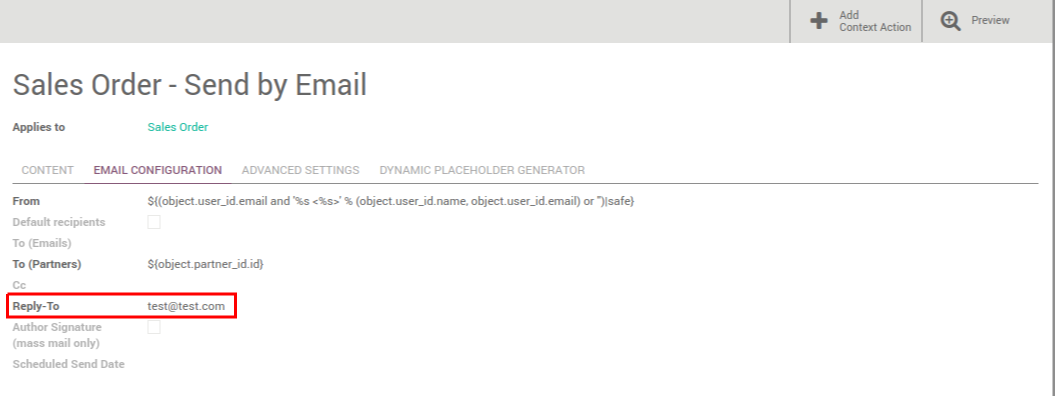 Add
Context Action
Preview
Sales Order - Send by Email
Applies to Sales Order
CONTENT EMAIL CONFIGURATION ADVANCED SETTINGS DYNAMIC PLACEHOLDER GENERATOR
From ${(object.user_id.email and '%s <%s>' % (object.user_id.name, object.user_id.email) or '')|safe}
Default recipients
To (Emails)
To (Partners) ${object.partner_id.id}
Cc
Reply-To test@test.com
Author Signature
(mass mail only)
Scheduled Send Date